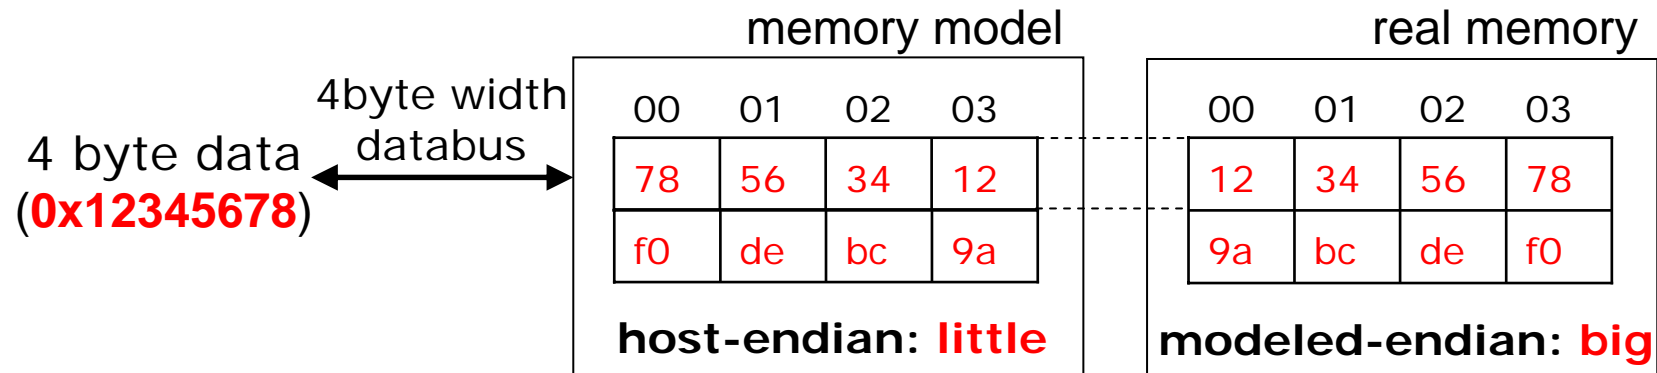 memory model
real memory
4byte width
databus
4 byte data
(0x12345678)
00 01 02 03
78 56 34 12
f0 de bc 9a
host-endian: little
00 01 02 03
12 34 56 78
9a bc de f0
modeled-endian: big